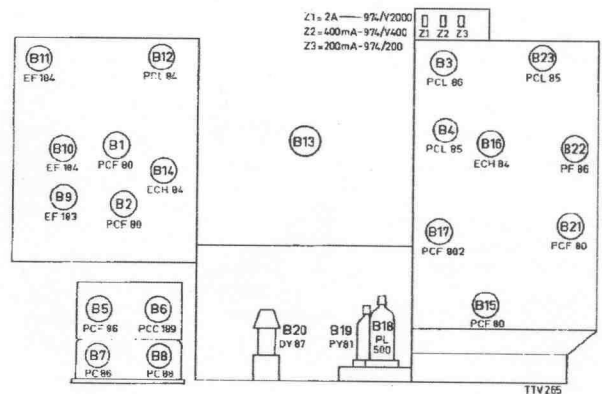 Z1 = 2A — 974/V2000
Z2 = 400mA - 974/V400
Z3 = 200mA - 974/200
Z1 Z2 Z3
B11
EF 184
B12
PCL 84
B10
EF 184
B1
PCF 80
B14
ECH 84
B9
EF 183
B2
PCF 80
B13
B3
PCL 86
B23
PCL 85
B4
PCL 85
B16
ECH 84
B22
PF 86
B17
PCF 802
B21
PCF 80
B15
PCF 80
B5
PCF 86
B6
PCC 189
B7
PC 86
B8
PC 88
B20
DY 87
B19
PY 81
B18
PL
500
TTV 265